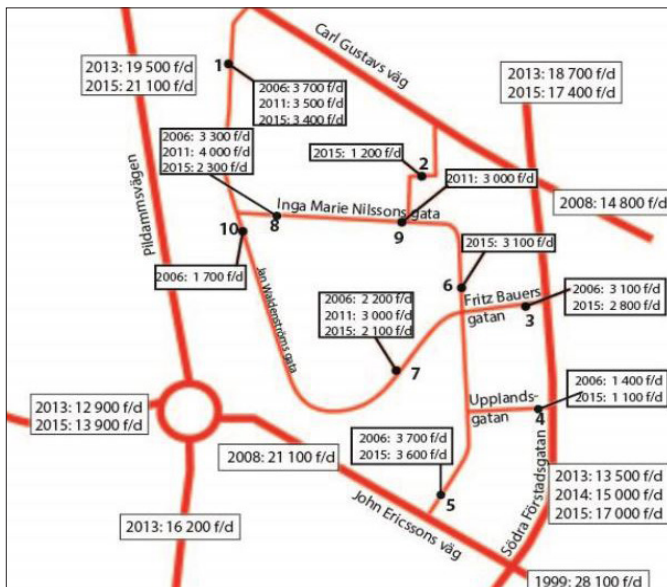 Carl Gustavs väg
2013: 19 500 f/d
2015: 21 100 f/d
1
2006: 3 700 f/d
2011: 3 500 f/d
2015: 3 400 f/d
2013: 18 700 f/d
2015: 17 400 f/d
2006: 3 300 f/d
2011: 4 000 f/d
2015: 2 300 f/d
2015: 1 200 f/d
2
2011: 3 000 f/d
2008: 14 800 f/d
Pildammsvägen
Inga Marie Nilssons gata
8
9
10
2015: 3 100 f/d
2006: 1 700 f/d
6
Fritz Bauers
gatan
3
2006: 3 100 f/d
2015: 2 800 f/d
Jan Waldenströms gata
2006: 2 200 f/d
2011: 3 000 f/d
2015: 2 100 f/d
7
Upplands-
gatan
4
2006: 1 400 f/d
2015: 1 100 f/d
2013: 12 900 f/d
2015: 13 900 f/d
2006: 3 700 f/d
2015: 3 600 f/d
2008: 21 100 f/d
5
John Ericssons väg
Södra Förstadsgatan
2013: 13 500 f/d
2014: 15 000 f/d
2015: 17 000 f/d
2013: 16 200 f/d
1999: 28 100 f/d